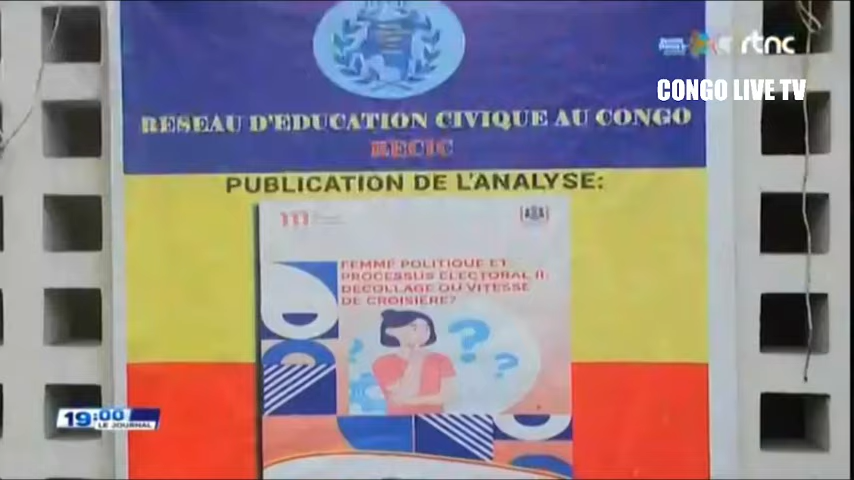 rtnc
CONGO LIVE TV
RESEAU D'EDUCATION CIVIQUE AU CONGO
RECIC
PUBLICATION DE L'ANALYSE:
m
FEMME POLITIQUE ET
PROCESSUS ELECTORAL II:
DECOLLAGE OU VITESSE
DE CROISIÈRE?
? ? ?
19:00
LE JOURNAL